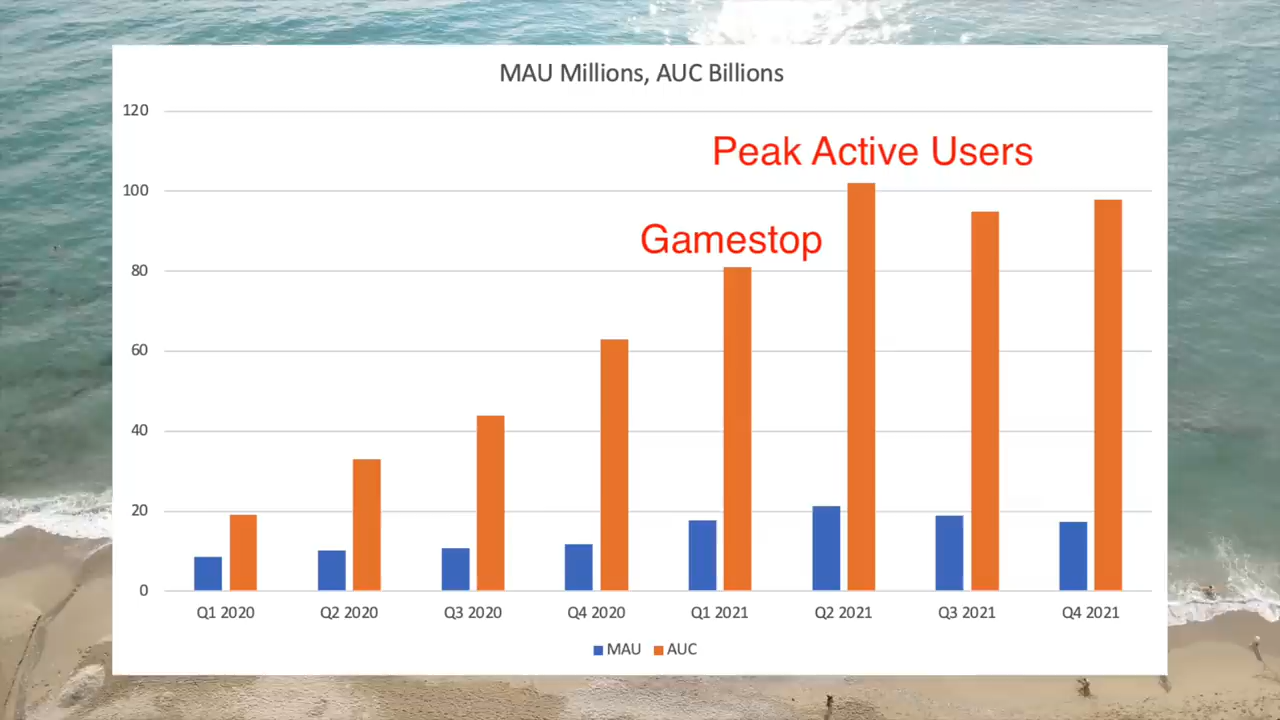 MAU Millions, AUC Billions
120
Peak Active Users
100
Gamestop
80
60
40
20
0
Q1 2020 Q2 2020 Q3 2020 Q4 2020 Q1 2021 Q2 2021 Q3 2021 Q4 2021
MAU AUC